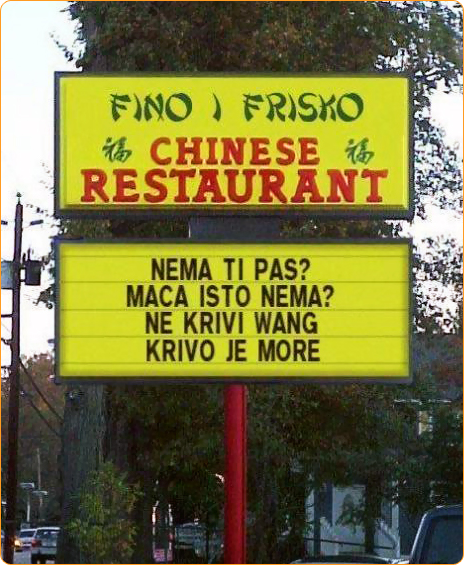 FINO I FRISKO
福 CHINESE 福
RESTAURANT
NEMA TI PAS?
MACA ISTO NEMA?
NE KRIVI WANG
KRIVO JE MORE